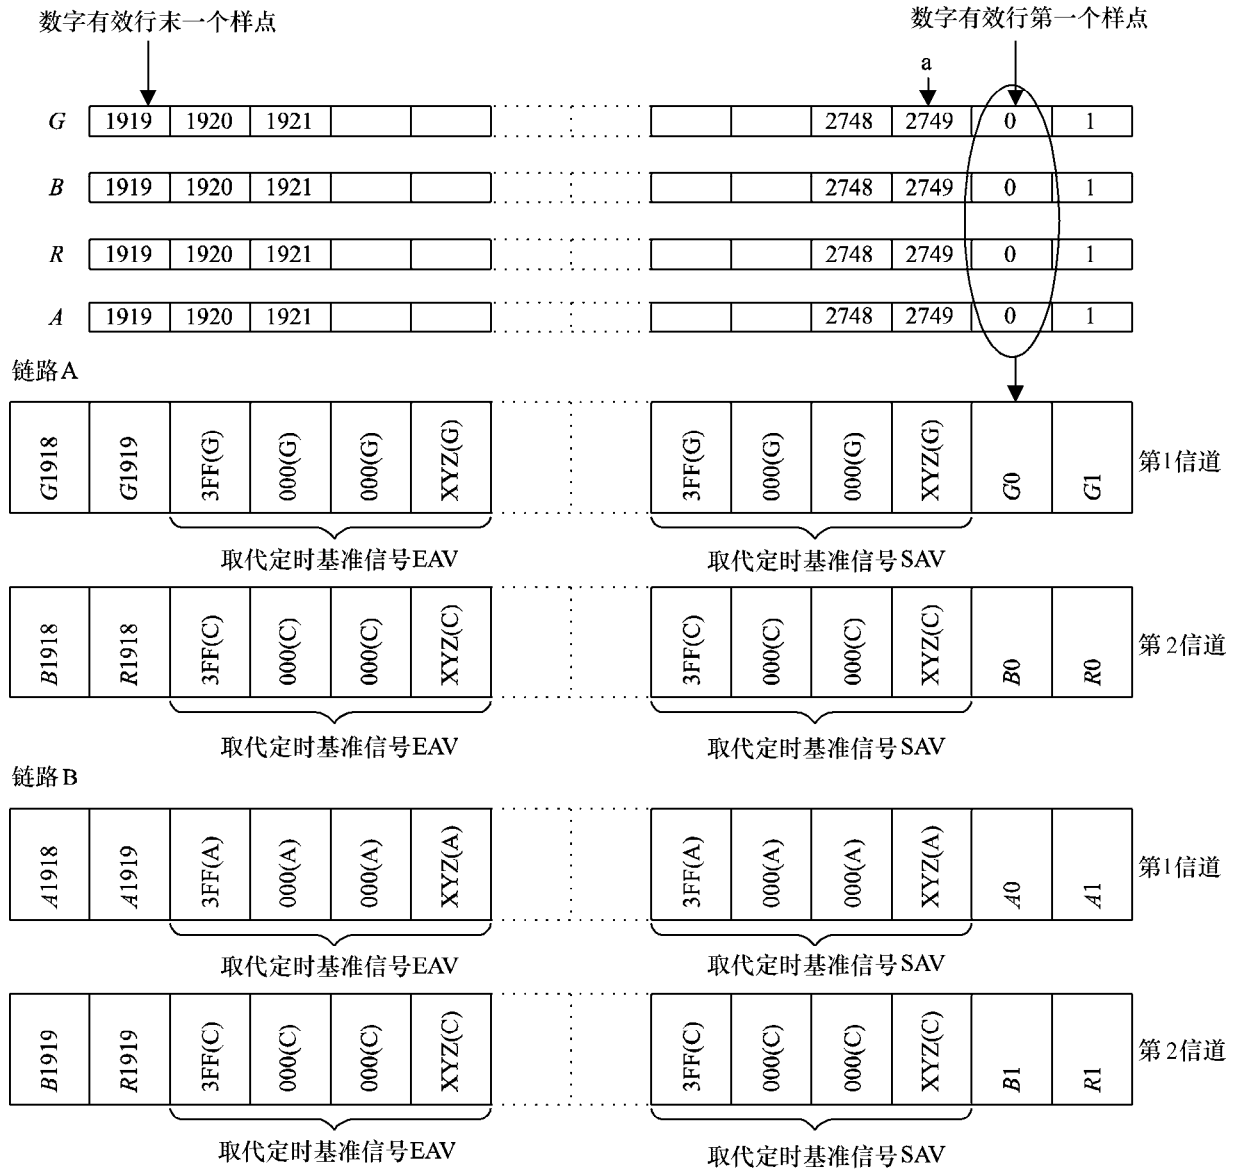 数字有效行末一个样点 数字有效行第一个样点
a
G 1919 1920 1921 2748 2749 0 1
B 1919 1920 1921 2748 2749 0 1
R 1919 1920 1921 2748 2749 0 1
A 1919 1920 1921 2748 2749 0 1
链路A
G1918 G1919 3FF(G) 000(G) 000(G) XYZ(G) 3FF(G) 000(G) 000(G) XYZ(G) G0 G1 第1信道
取代定时基准信号EAV 取代定时基准信号SAV
B1918 R1918 3FF(C) 000(C) 000(C) XYZ(C) 3FF(C) 000(C) 000(C) XYZ(C) B0 R0 第2信道
取代定时基准信号EAV 取代定时基准信号SAV
链路B
A1918 A1919 3FF(A) 000(A) 000(A) XYZ(A) 3FF(A) 000(A) 000(A) XYZ(A) A0 A1 第1信道
取代定时基准信号EAV 取代定时基准信号SAV
B1919 R1919 3FF(C) 000(C) 000(C) XYZ(C) 3FF(C) 000(C) 000(C) XYZ(C) B1 R1 第2信道
取代定时基准信号EAV 取代定时基准信号SAV